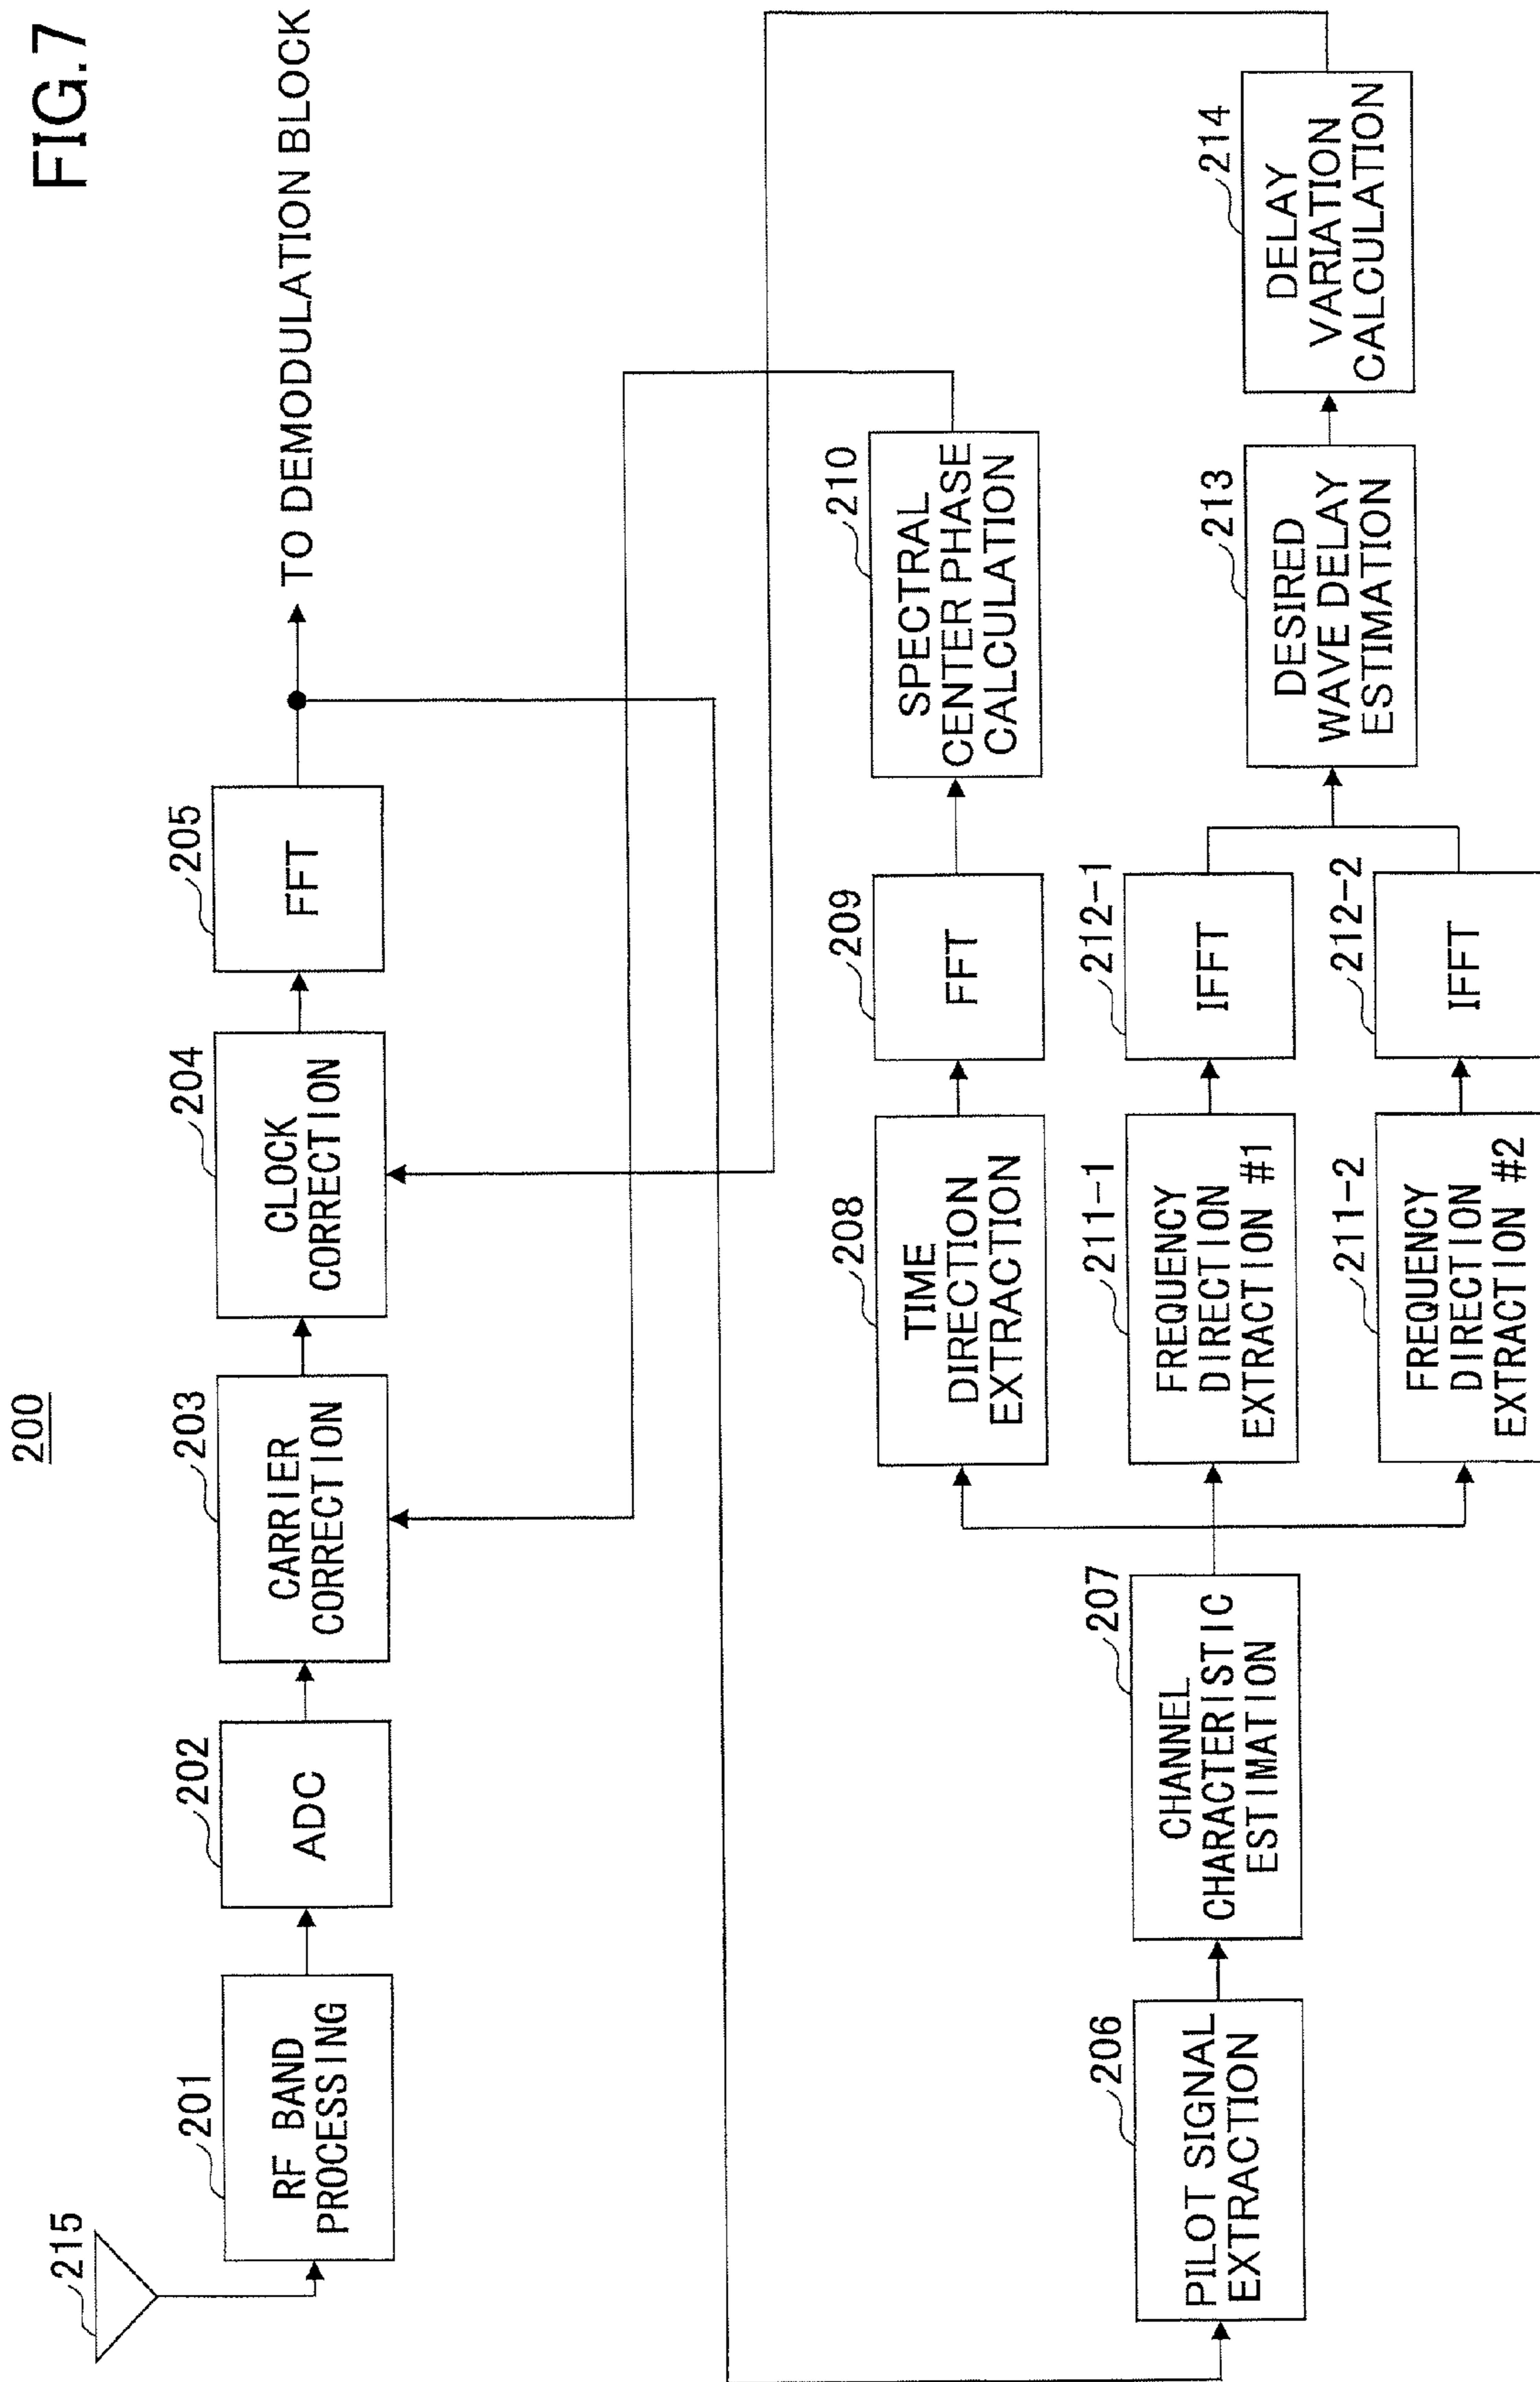 FIG.7
200
215
201
RF BAND
PROCESSING
202
ADC
203
CARRIER
CORRECTION
204
CLOCK
CORRECTION
205
FFT
TO DEMODULATION BLOCK
206
PILOT SIGNAL
EXTRACTION
207
CHANNEL
CHARACTERISTIC
ESTIMATION
208
TIME
DIRECTION
EXTRACTION
209
FFT
210
SPECTRAL
CENTER PHASE
CALCULATION
211-1
FREQUENCY
DIRECTION
EXTRACTION #1
212-1
IFFT
211-2
FREQUENCY
DIRECTION
EXTRACTION #2
212-2
IFFT
213
DESIRED
WAVE DELAY
ESTIMATION
214
DELAY
VARIATION
CALCULATION